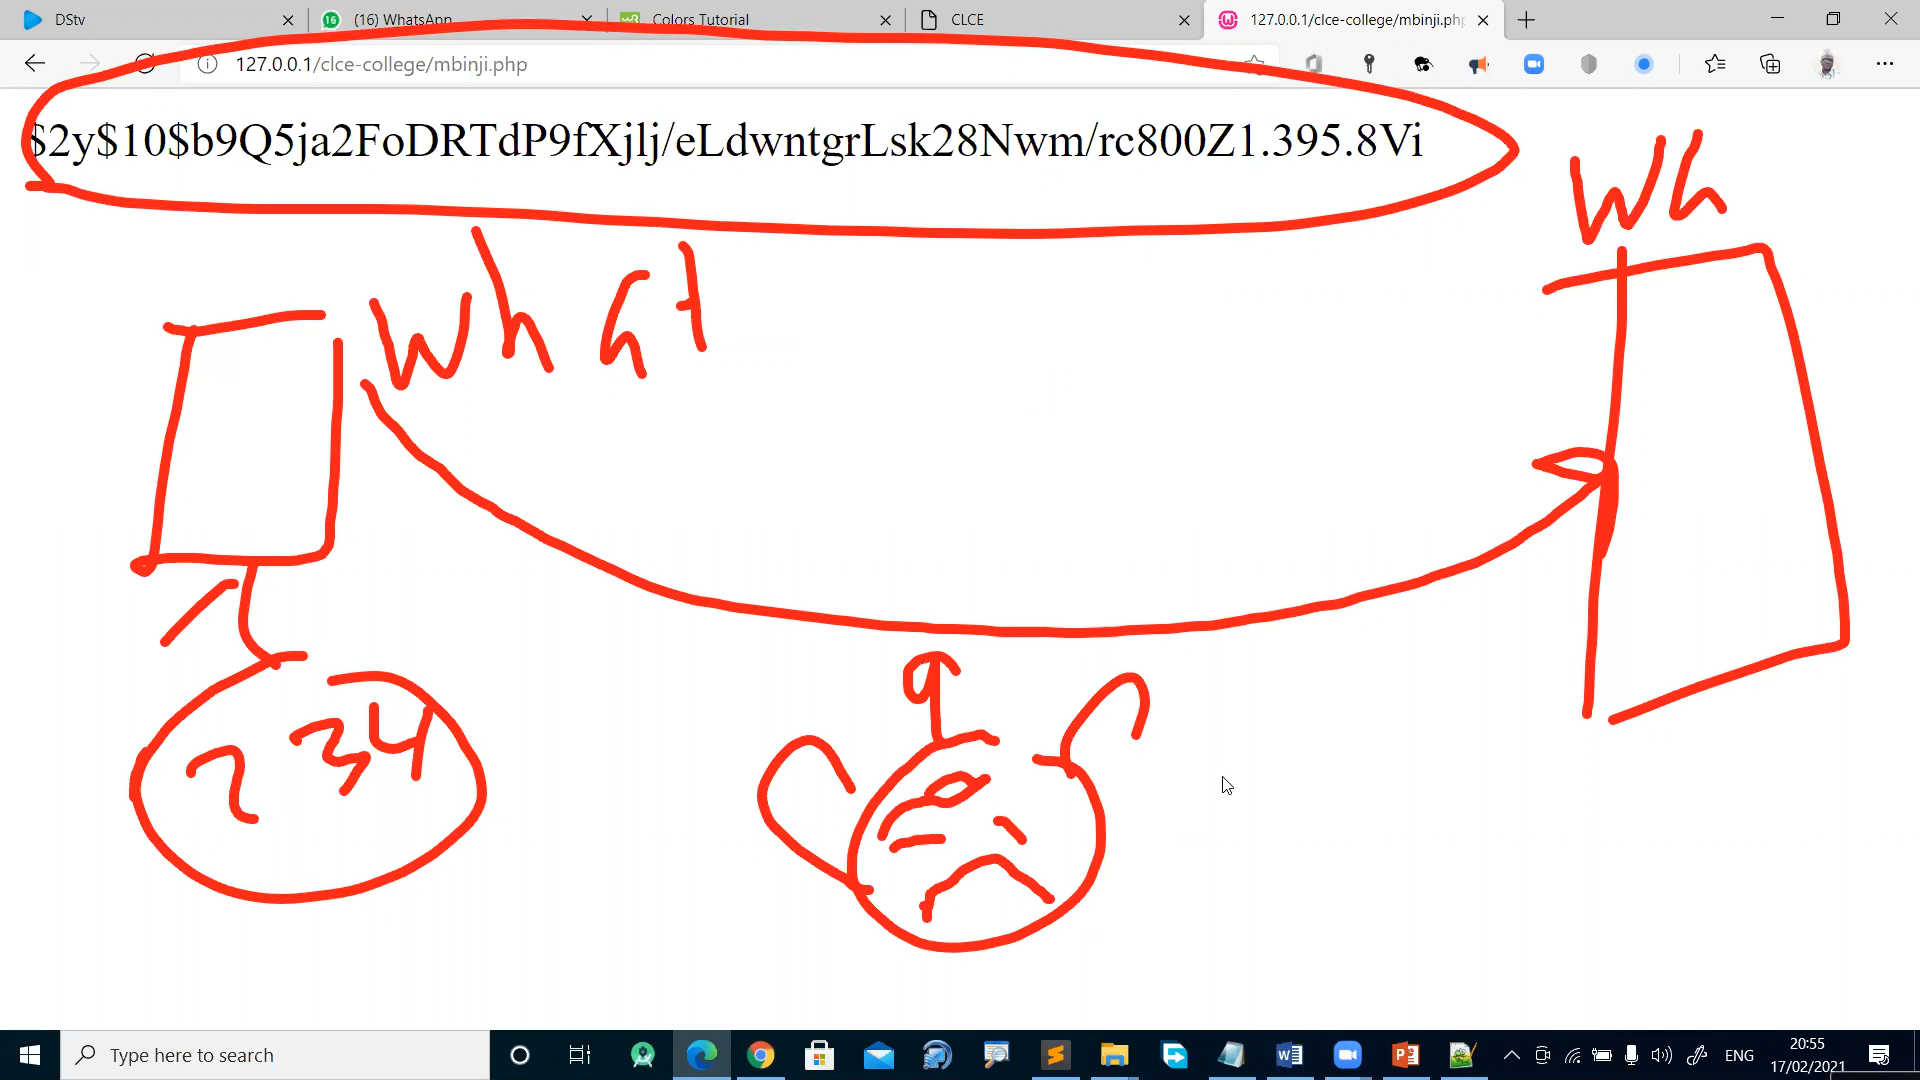 DStv
(16) WhatsApp
Colors Tutorial
CLCE
127.0.0.1/clce-college/mbinji.php
127.0.0.1/clce-college/mbinji.php
$2y$10$b9Q5ja2FoDRTdP9fXjlj/eLdwntgrLsk28Nwm/rc800Z1.395.8Vi
Wh
What
234
Type here to search
ENG
20:55
17/02/2021